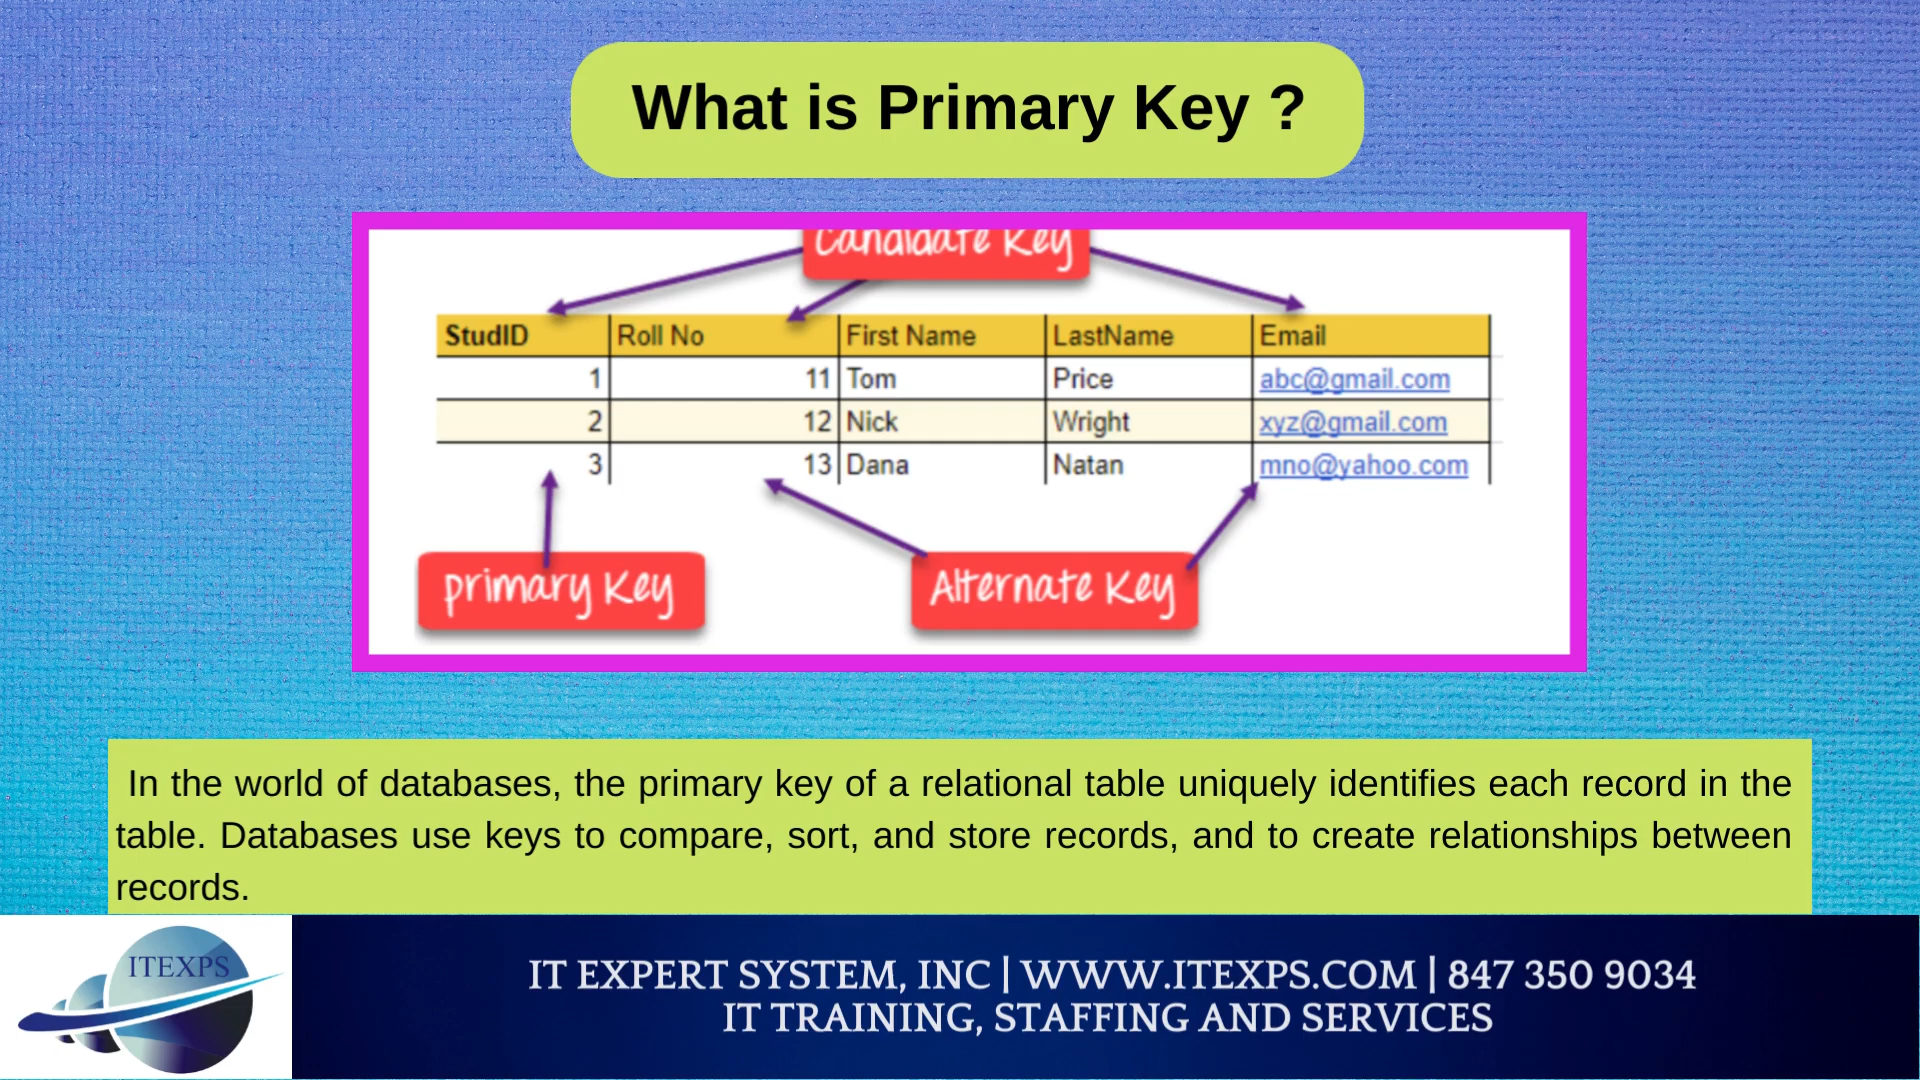 What is Primary Key ?
Candidate Key
StudID Roll No First Name LastName Email
1 11 Tom Price abc@gmail.com
2 12 Nick Wright xyz@gmail.com
3 13 Dana Natan mno@yahoo.com
primary Key Alternate Key
In the world of databases, the primary key of a relational table uniquely identifies each record in the
table. Databases use keys to compare, sort, and store records, and to create relationships between
records.
ITEXPS
IT EXPERT SYSTEM, INC | WWW.ITEXPS.COM | 847 350 9034
IT TRAINING, STAFFING AND SERVICES